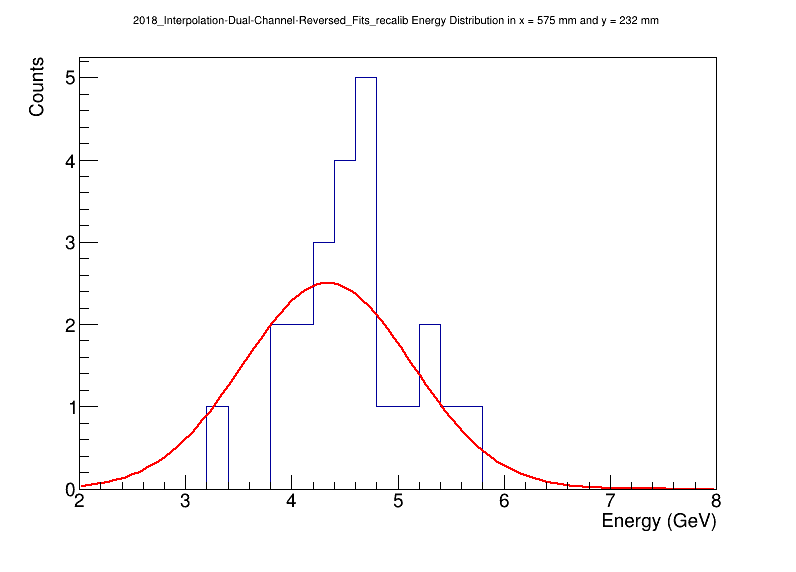 2018_Interpolation-Dual-Channel-Reversed_Fits_recalib Energy Distribution in x = 575 mm and y = 232 mm
Counts
5
4
3
2
1
0
2 3 4 5 6 7 8
Energy (GeV)